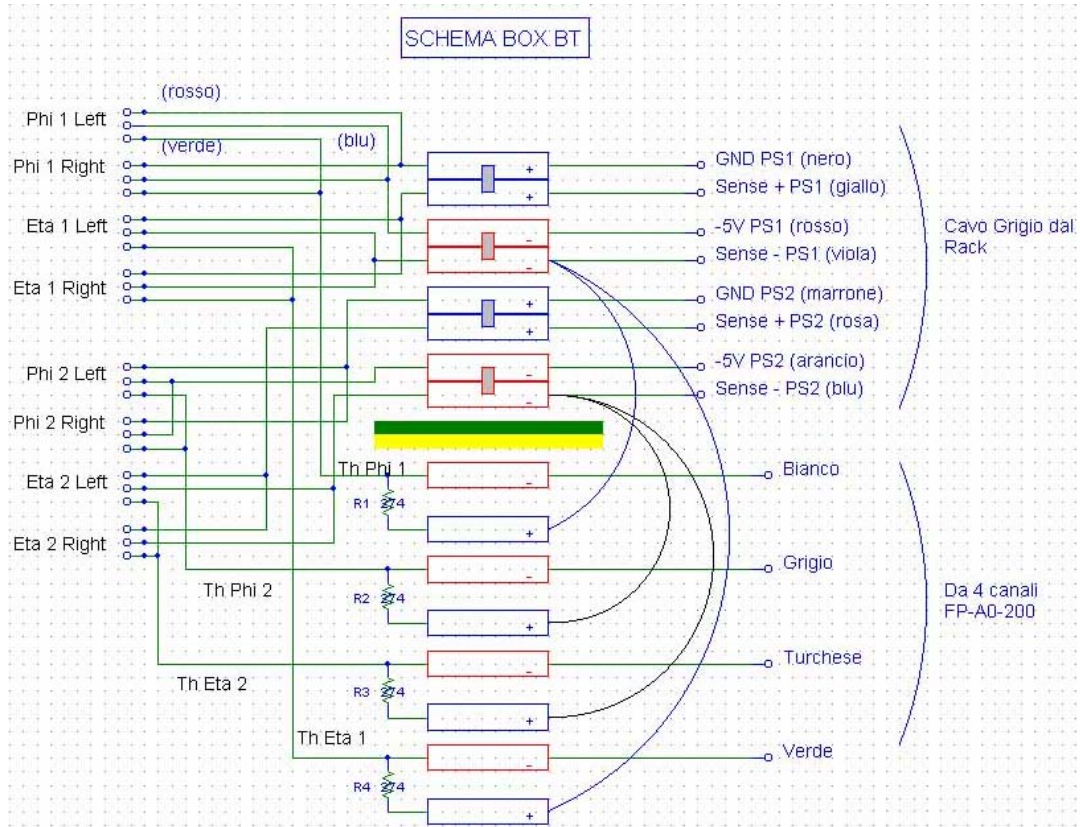 SCHEMA BOX BT
(rosso)
Phi 1 Left
(verde)
(blu)
Phi 1 Right
GND PS1 (nero)
+
+
Sense + PS1 (giallo)
Eta 1 Left
-5V PS1 (rosso)
-
-
Sense - PS1 (viola)
Cavo Grigio dal
Rack
Eta 1 Right
GND PS2 (marrone)
+
+
Sense + PS2 (rosa)
Phi 2 Left
-5V PS2 (arancio)
-
-
Sense - PS2 (blu)
Phi 2 Right
Th Phi 1
Bianco
-
Eta 2 Left
R1 274
+
Eta 2 Right
Th Phi 2
Grigio
-
R2 274
+
Da 4 canali
FP-A0-200
Th Eta 2
Turchese
-
R3 274
+
Th Eta 1
Verde
-
R4 274
+